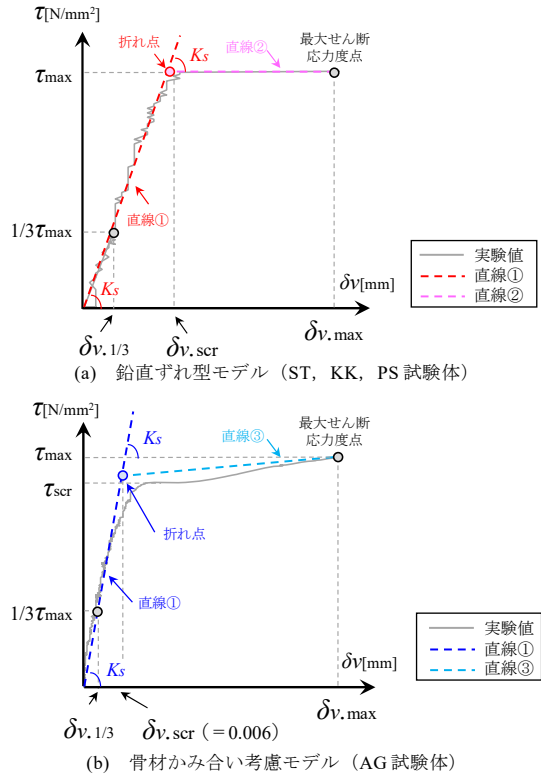 τ[N/mm²]
折れ点
Ks
直線②
最大せん断
応力度点
τmax
直線①
1/3τmax
Ks
δv[mm]
実験値
直線①
直線②
δv.1/3
δv.scr
δv.max
(a) 鉛直ずれ型モデル（ST，KK，PS 試験体）
τ[N/mm²]
Ks
直線③
最大せん断
応力度点
τmax
τscr
折れ点
直線①
1/3τmax
Ks
δv[mm]
実験値
直線①
直線③
δv.1/3
δv.scr（=0.006）
δv.max
(b) 骨材かみ合い考慮モデル（AG 試験体）